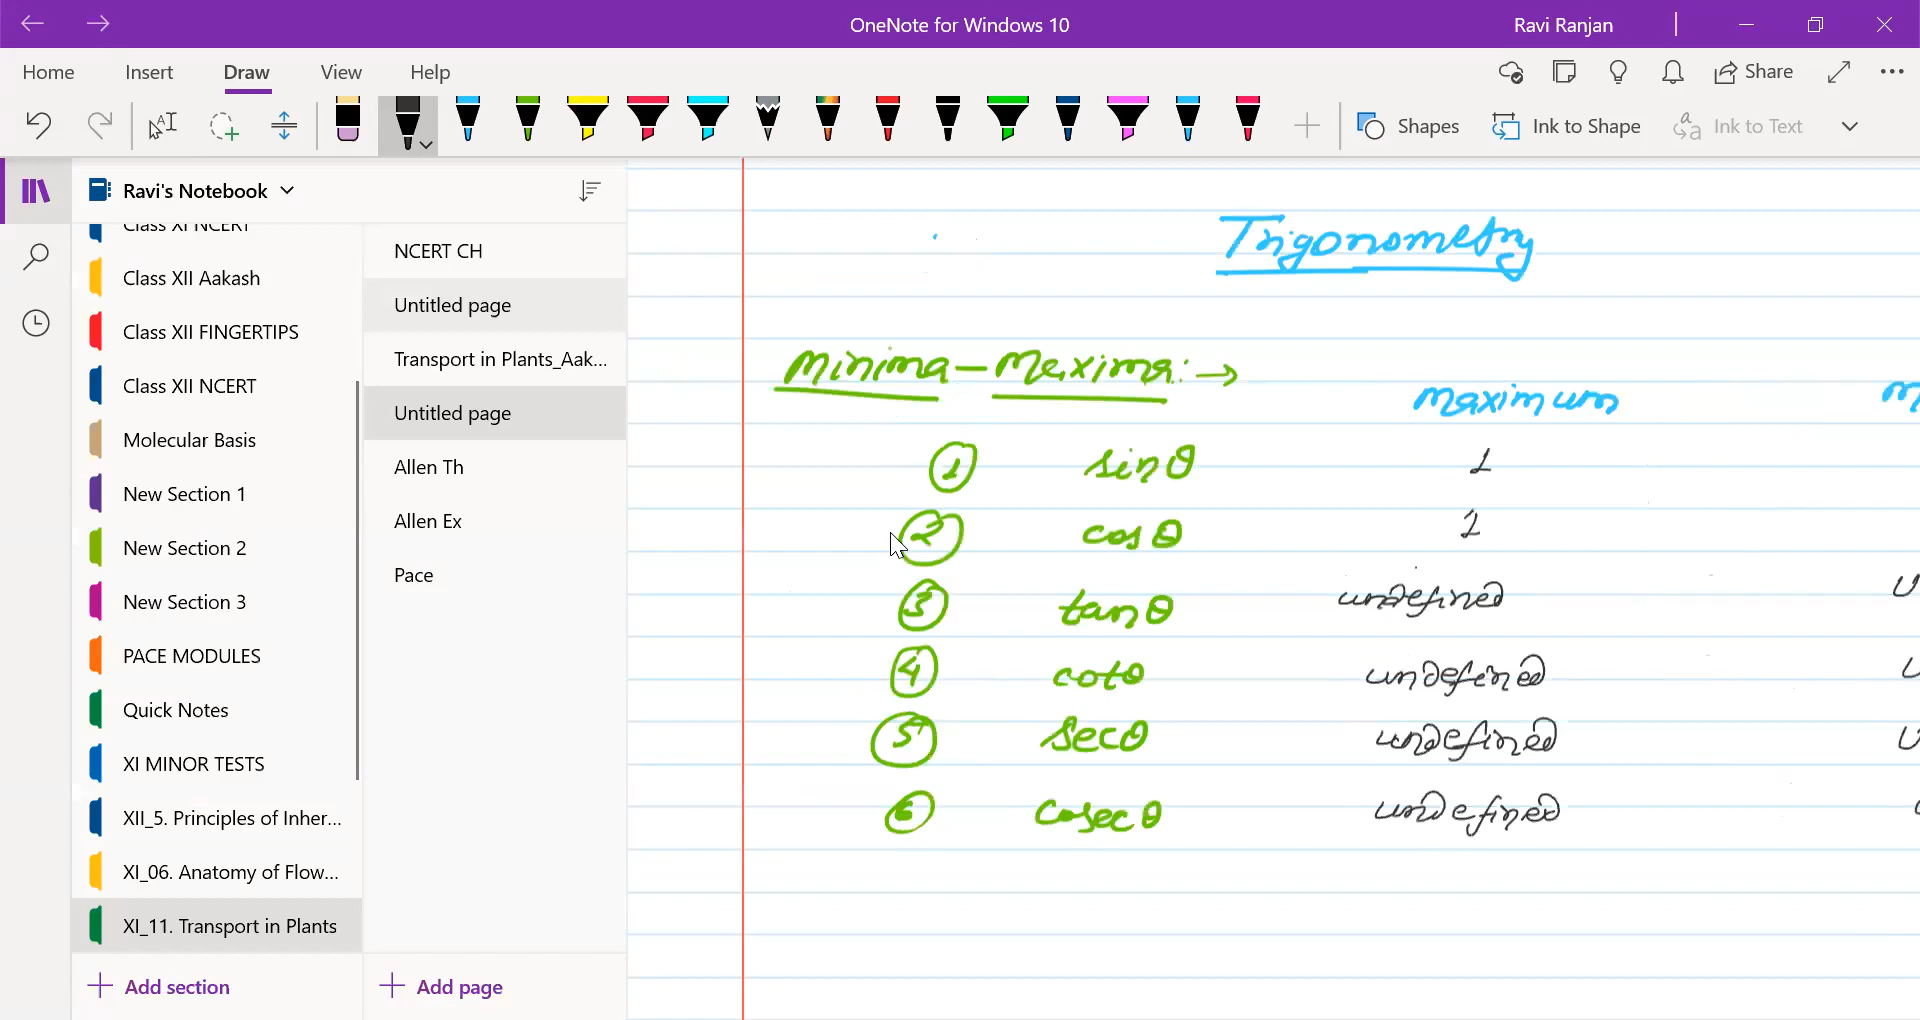 OneNote for Windows 10
Ravi Ranjan
Home Insert Draw View Help
Share
Shapes Ink to Shape Ink to Text
Ravi's Notebook
Class XI NCERT
Class XII Aakash
Class XII FINGERTIPS
Class XII NCERT
Molecular Basis
New Section 1
New Section 2
New Section 3
PACE MODULES
Quick Notes
XI MINOR TESTS
XII_5. Principles of Inher...
XI_06. Anatomy of Flow...
XI_11. Transport in Plants
Add section
NCERT CH
Untitled page
Transport in Plants_Aak...
Untitled page
Allen Th
Allen Ex
Pace
Add page
Trigonometry
Minima – Maxima: →
maximum
① sinθ 1
② cosθ 1
③ tanθ undefined
④ cotθ undefined
⑤ secθ undefined
⑥ cosecθ undefined